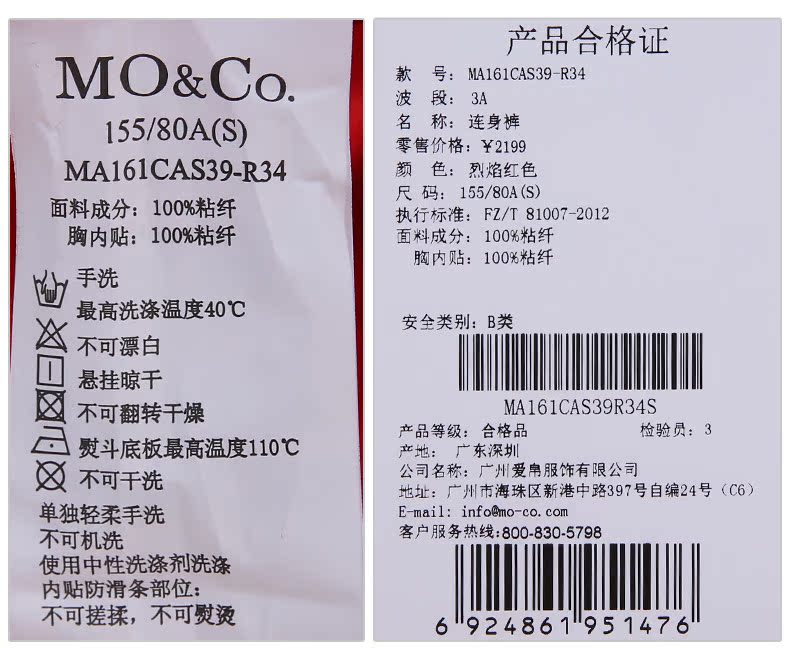 MO&Co.
155/80A(S)
MA161CAS39-R34
面料成分：100%粘纤
胸内贴：100%粘纤
手洗
最高洗涤温度40℃
不可漂白
悬挂晾干
不可翻转干燥
熨斗底板最高温度110℃
不可干洗
单独轻柔手洗
不可机洗
使用中性洗涤剂洗涤
内贴防滑条部位：
不可搓揉，不可熨烫
产品合格证
款 号：MA161CAS39-R34
波 段：3A
名 称：连身裤
零售价格：￥2199
颜 色：烈焰红色
尺 码：155/80A(S)
执行标准：FZ/T 81007-2012
面料成分：100%粘纤
胸内贴：100%粘纤
安全类别：B类
MA161CAS39R34S
产品等级：合格品 检验员：3
产地： 广东深圳
公司名称：广州爱帛服饰有限公司
地址：广州市海珠区新港中路397号自编24号（C6）
E-mail: info@mo-co.com
客户服务热线:800-830-5798
6 924861 951476